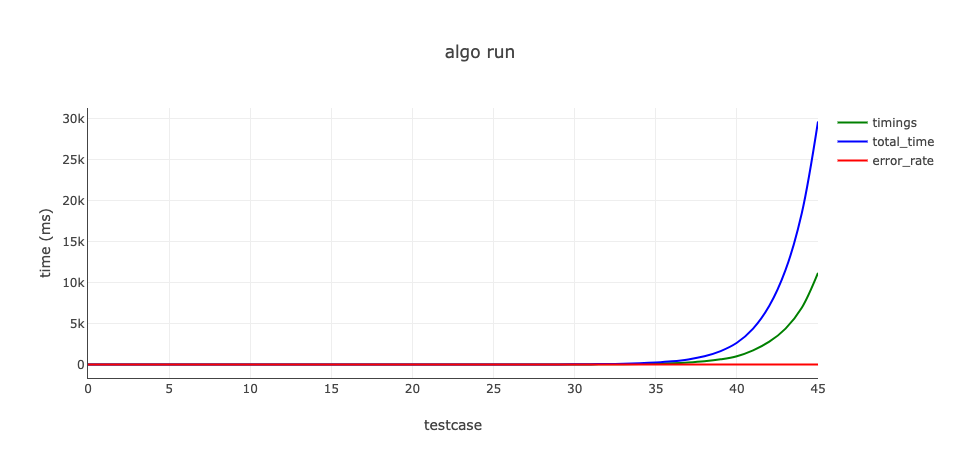 algo run
timings
total_time
error_rate
time (ms)
30k
25k
20k
15k
10k
5k
0
0 5 10 15 20 25 30 35 40 45
testcase